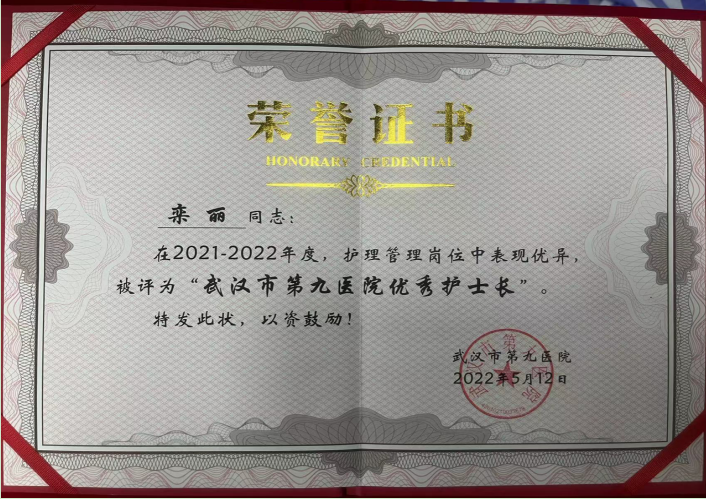 荣誉证书
HONORARY CREDENTIAL
栾丽同志：
在2021-2022年度，护理管理岗位中表现优异，
被评为“武汉市第九医院优秀护士长”。
特发此状，以资鼓励！
武汉市第九医院
2022年5月12日